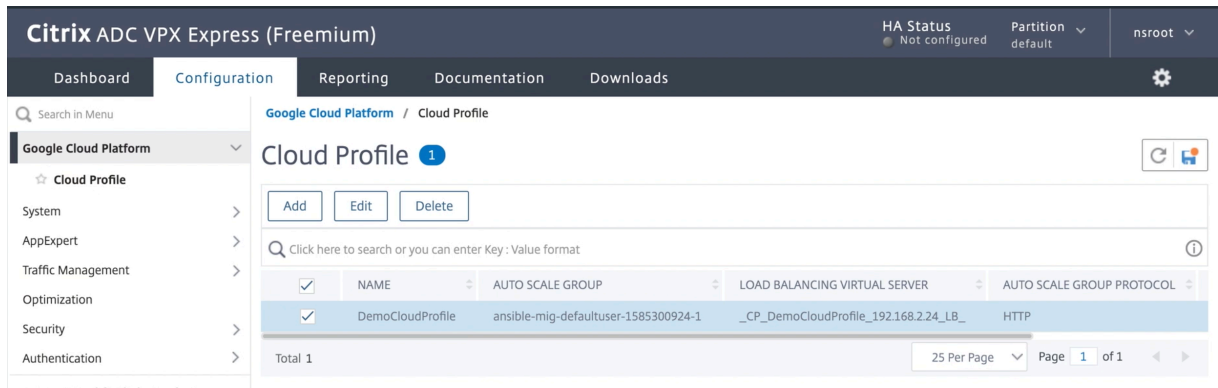 Citrix ADC VPX Express (Freemium)
HA Status
Not configured
Partition
default
nsroot
Dashboard Configuration Reporting Documentation Downloads
Search in Menu
Google Cloud Platform
Cloud Profile
System
AppExpert
Traffic Management
Optimization
Security
Authentication
Google Cloud Platform / Cloud Profile
Cloud Profile 1
Add Edit Delete
Click here to search or you can enter Key : Value format
NAME AUTO SCALE GROUP LOAD BALANCING VIRTUAL SERVER AUTO SCALE GROUP PROTOCOL
DemoCloudProfile ansible-mig-defaultuser-1585300924-1 _CP_DemoCloudProfile_192.168.2.24_LB_ HTTP
Total 1
25 Per Page Page 1 of 1